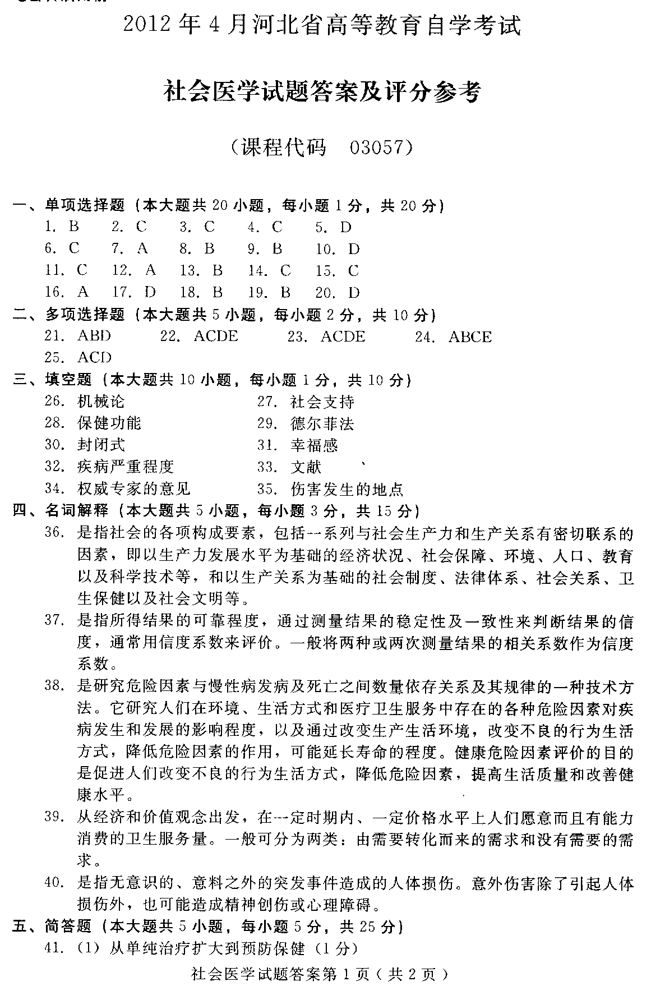 2012 年 4 月河北省高等教育自学考试
社会医学试题答案及评分参考
（课程代码 03057）
一、单项选择题（本大题共 20 小题，每小题 1 分，共 20 分）
1. B 2. C 3. C 4. C 5. D
6. C 7. A 8. B 9. B 10. D
11. C 12. A 13. B 14. C 15. C
16. A 17. D 18. B 19. B 20. D
二、多项选择题（本大题共 5 小题，每小题 2 分，共 10 分）
21. ABD 22. ACDE 23. ACDE 24. ABCE
25. ACD
三、填空题（本大题共 10 小题，每小题 1 分，共 10 分）
26. 机械论 27. 社会支持
28. 保健功能 29. 德尔菲法
30. 封闭式 31. 幸福感
32. 疾病严重程度 33. 文献
34. 权威专家的意见 35. 伤害发生的地点
四、名词解释（本大题共 5 小题，每小题 3 分，共 15 分）
36. 是指社会的各项构成要素，包括一系列与社会生产力和生产关系有密切联系的
因素，即以生产力发展水平为基础的经济状况、社会保障、环境、人口、教育
以及科学技术等，和以生产关系为基础的社会制度、法律体系、社会关系、卫
生保健以及社会文明等。
37. 是指所得结果的可靠程度，通过测量结果的稳定性及一致性来判断结果的信
度，通常用信度系数来评价。一般将两种或两次测量结果的相关系数作为信度
系数。
38. 是研究危险因素与慢性病发病及死亡之间数量依存关系及其规律的一种技术方
法。它研究人们在环境、生活方式和医疗卫生服务中存在的各种危险因素对疾
病发生和发展的影响程度，以及通过改变生产生活环境，改变不良的行为生活
方式，降低危险因素的作用，可能延长寿命的程度。健康危险因素评价的目的
是促进人们改变不良的行为生活方式，降低危险因素，提高生活质量和改善健
康水平。
39. 从经济和价值观念出发，在一定时期内、一定价格水平上人们愿意而且有能力
消费的卫生服务量。一般可分为两类：由需要转化而来的需求和没有需要的需
求。
40. 是指无意识的、意料之外的突发事件造成的人体损伤。意外伤害除了引起人体
损伤外，也可能造成精神创伤或心理障碍。
五、简答题（本大题共 5 小题，每小题 5 分，共 25 分）
41.（1）从单纯治疗扩大到预防保健（1 分）
社会医学试题答案第 1 页（ 共 2 页 ）